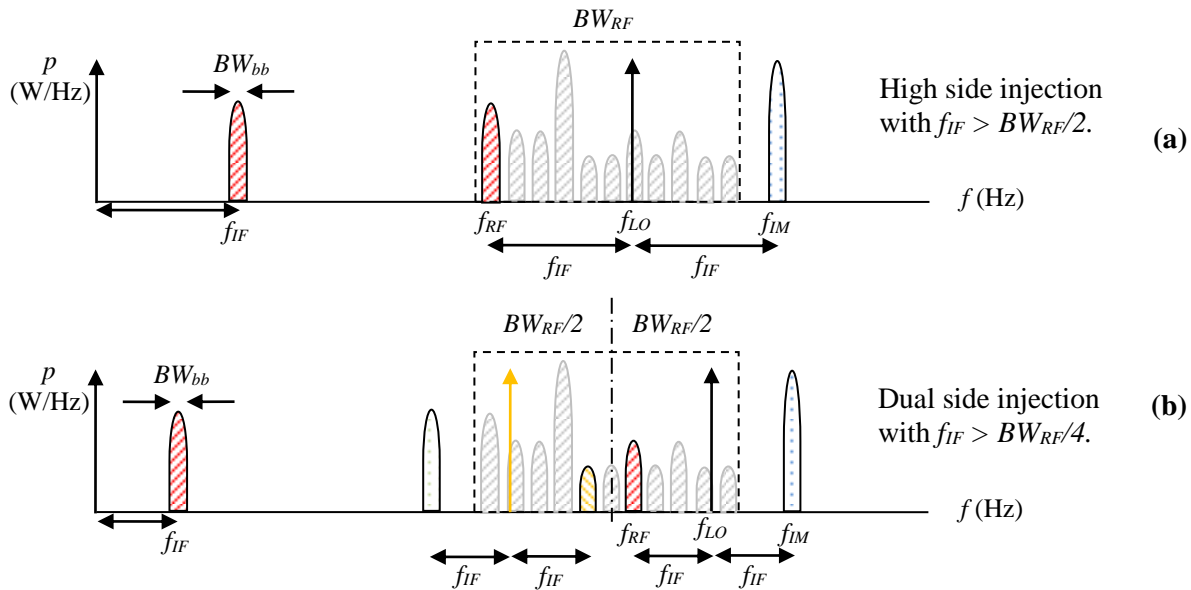 BW_RF
p
(W/Hz)
BW_bb
High side injection
with f_IF > BW_RF/2.
(a)
f (Hz)
f_IF
f_RF
f_LO
f_IM
f_IF
f_IF
BW_RF/2
BW_RF/2
p
(W/Hz)
BW_bb
Dual side injection
with f_IF > BW_RF/4.
(b)
f (Hz)
f_IF
f_RF
f_LO
f_IM
f_IF
f_IF
f_IF
f_IF